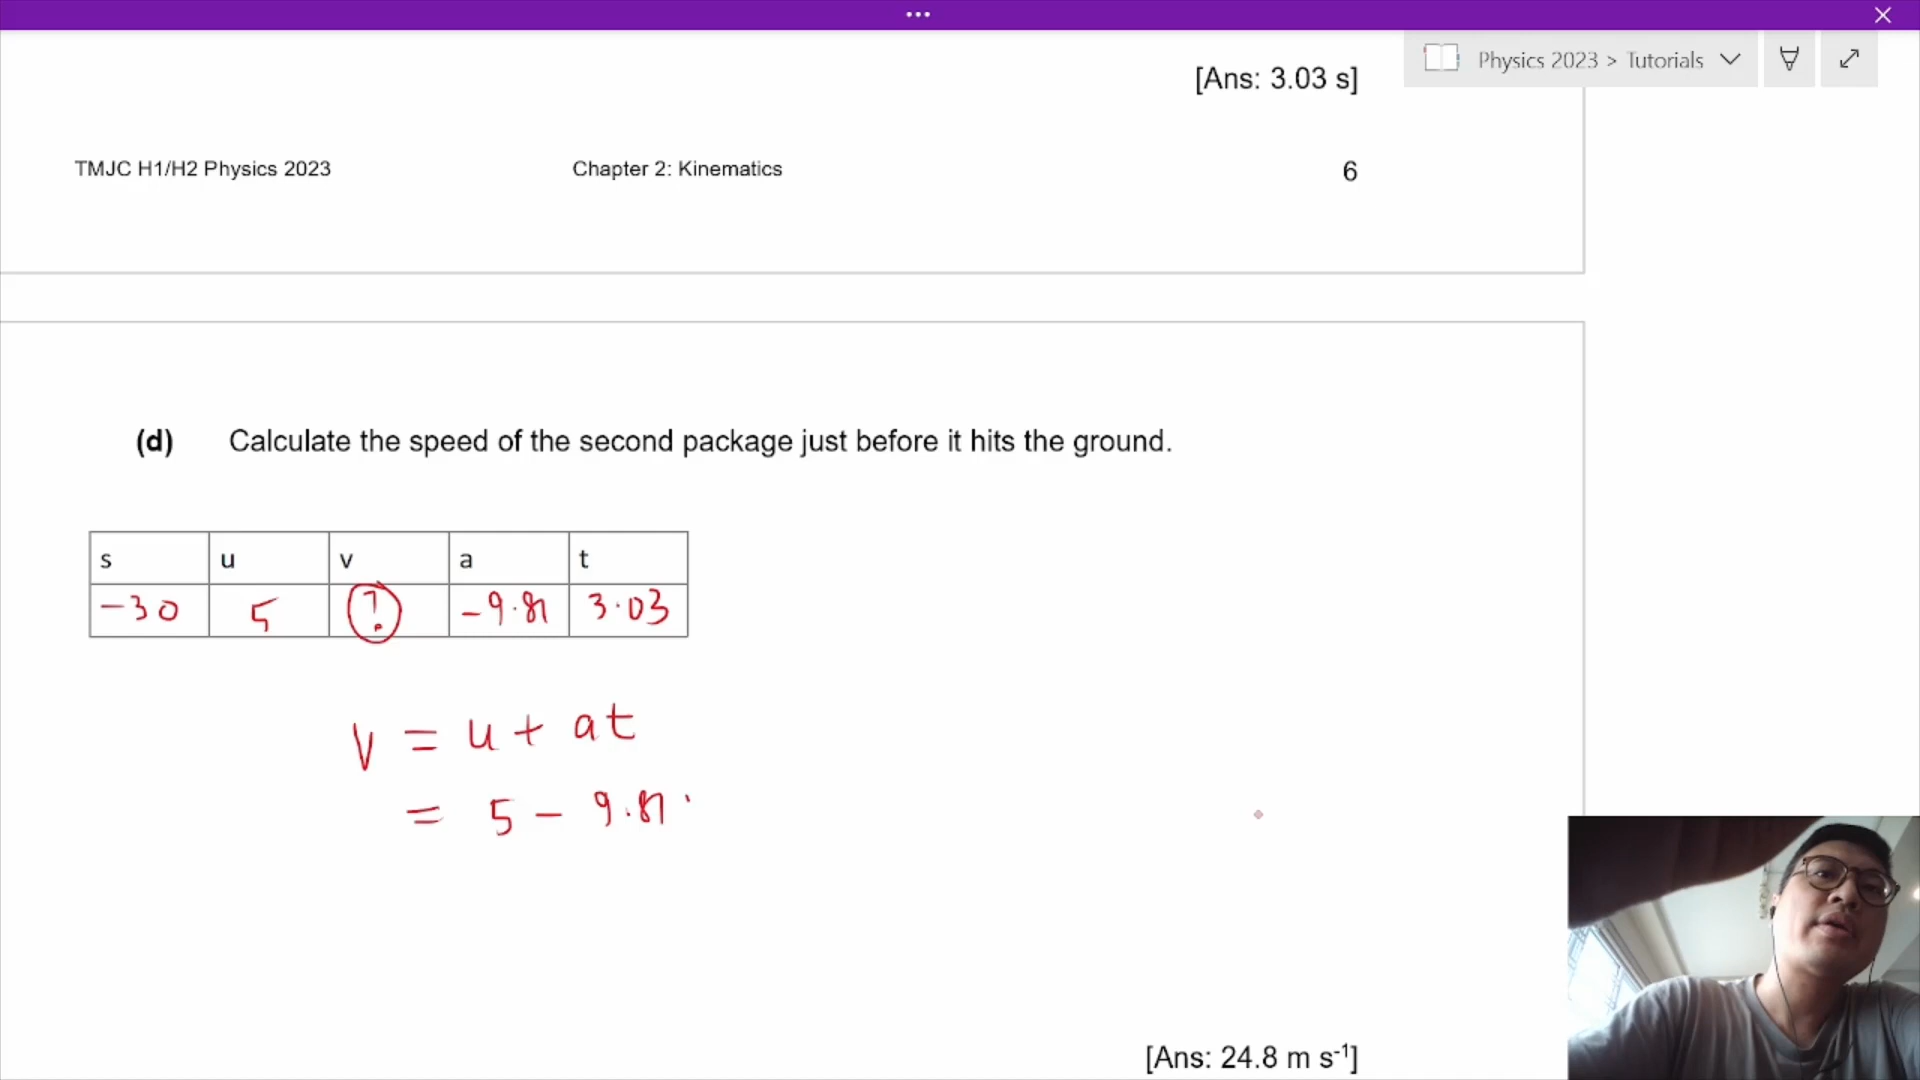 Physics 2023 > Tutorials
[Ans: 3.03 s]
TMJC H1/H2 Physics 2023 Chapter 2: Kinematics 6
(d) Calculate the speed of the second package just before it hits the ground.
s u v a t
-30 5 ? -9.81 3.03
v = u + at
= 5 - 9.81
[Ans: 24.8 m s⁻¹]